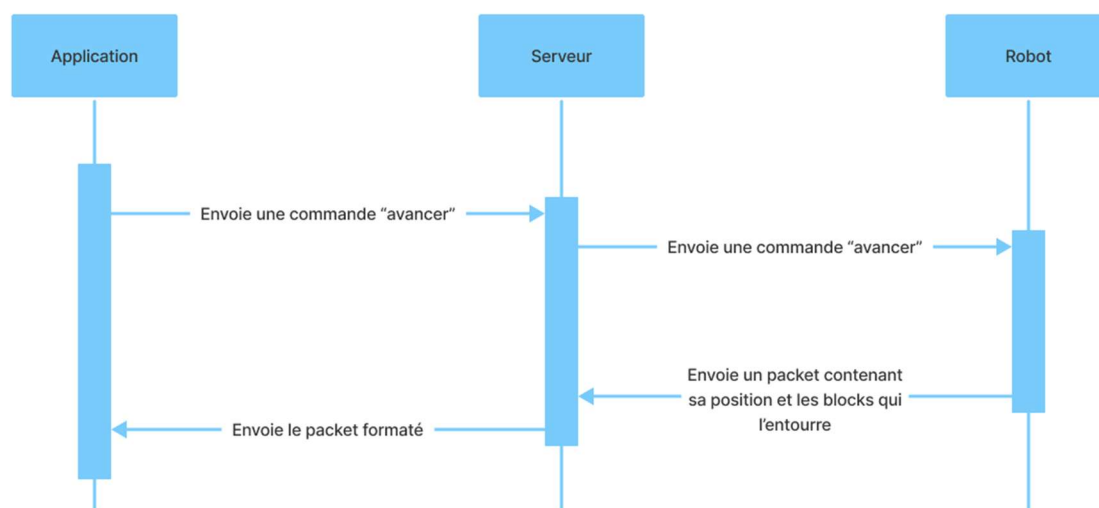 Application
Serveur
Robot
Envoie une commande “avancer”
Envoie une commande “avancer”
Envoie un packet contenant
sa position et les blocks qui
l’entourre
Envoie le packet formaté